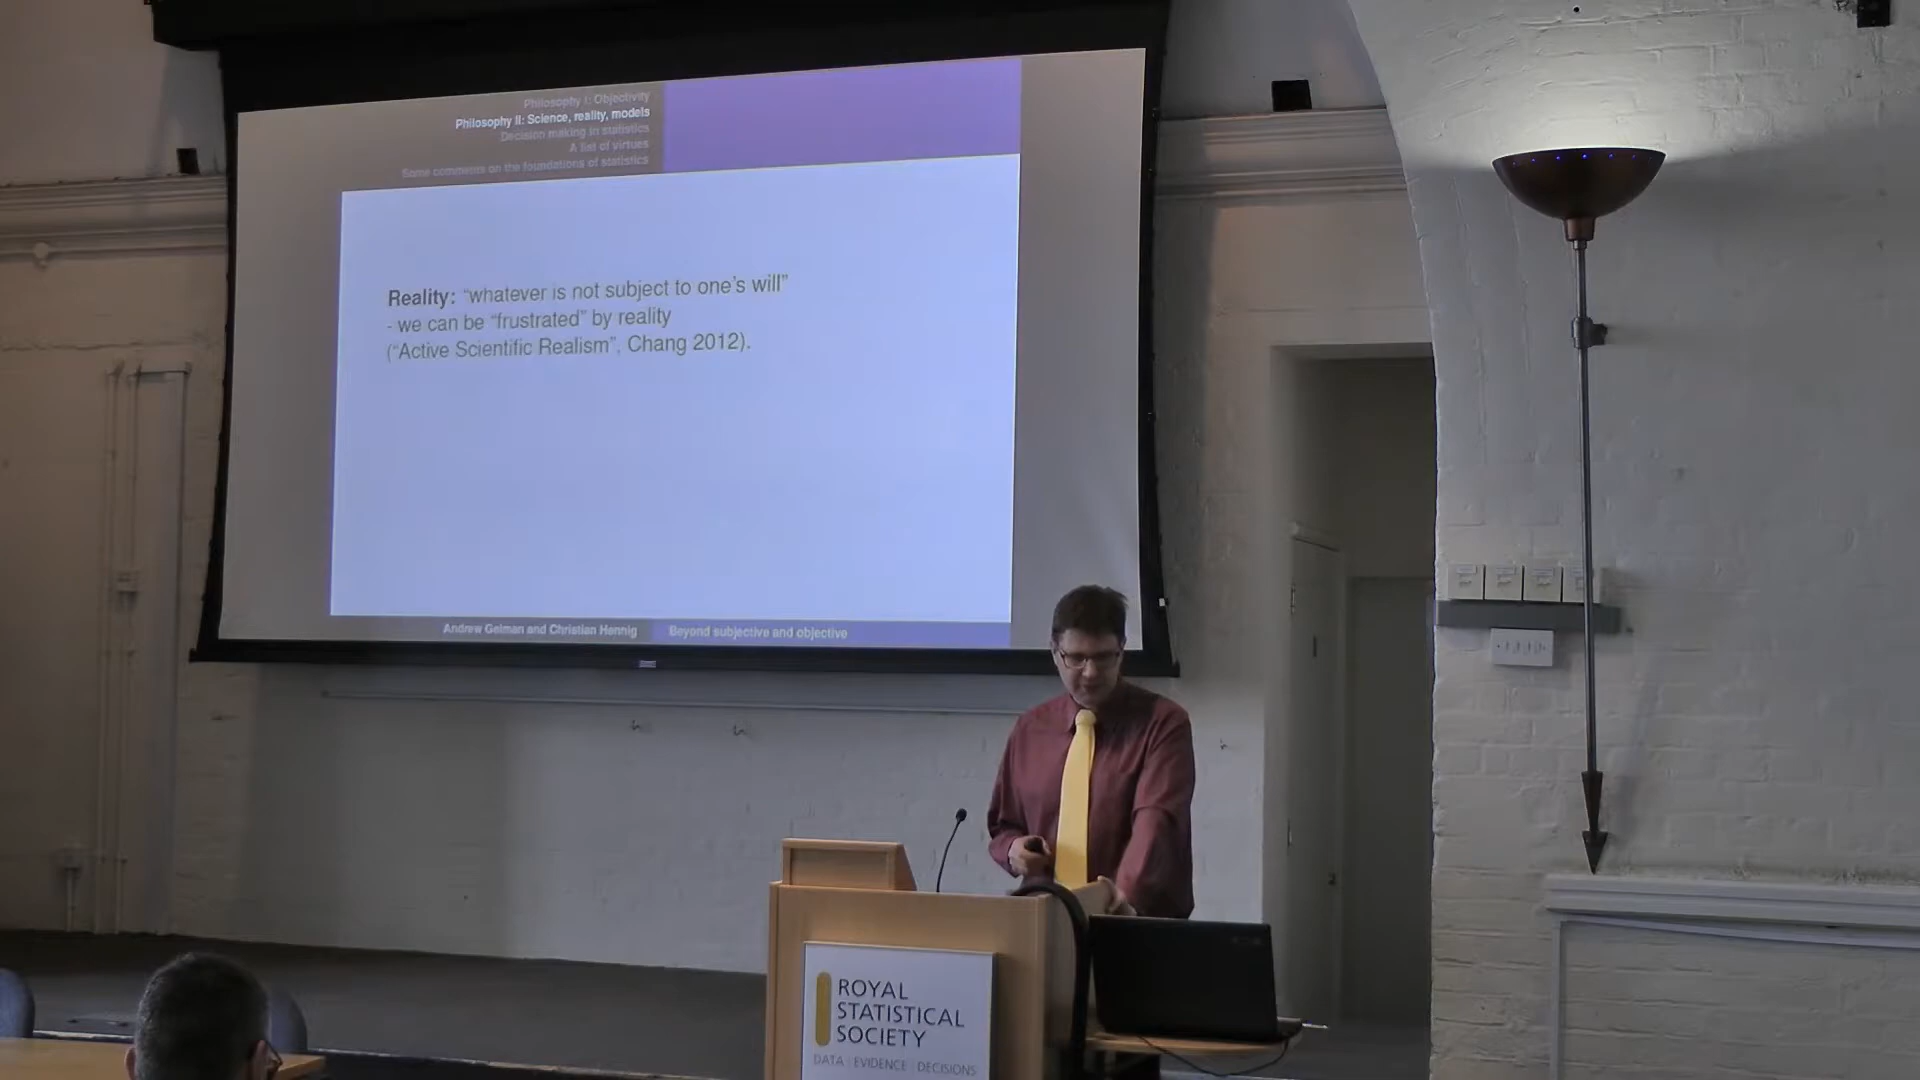 Philosophy I: Objectivity
Philosophy II: Science, reality, models
Decision making in statistics
A list of virtues
Some comments on the foundations of statistics
Reality: “whatever is not subject to one’s will”
- we can be “frustrated” by reality
(“Active Scientific Realism”, Chang 2012).
Andrew Gelman and Christian Hennig
Beyond subjective and objective
ROYAL
STATISTICAL
SOCIETY
DATA | EVIDENCE | DECISIONS